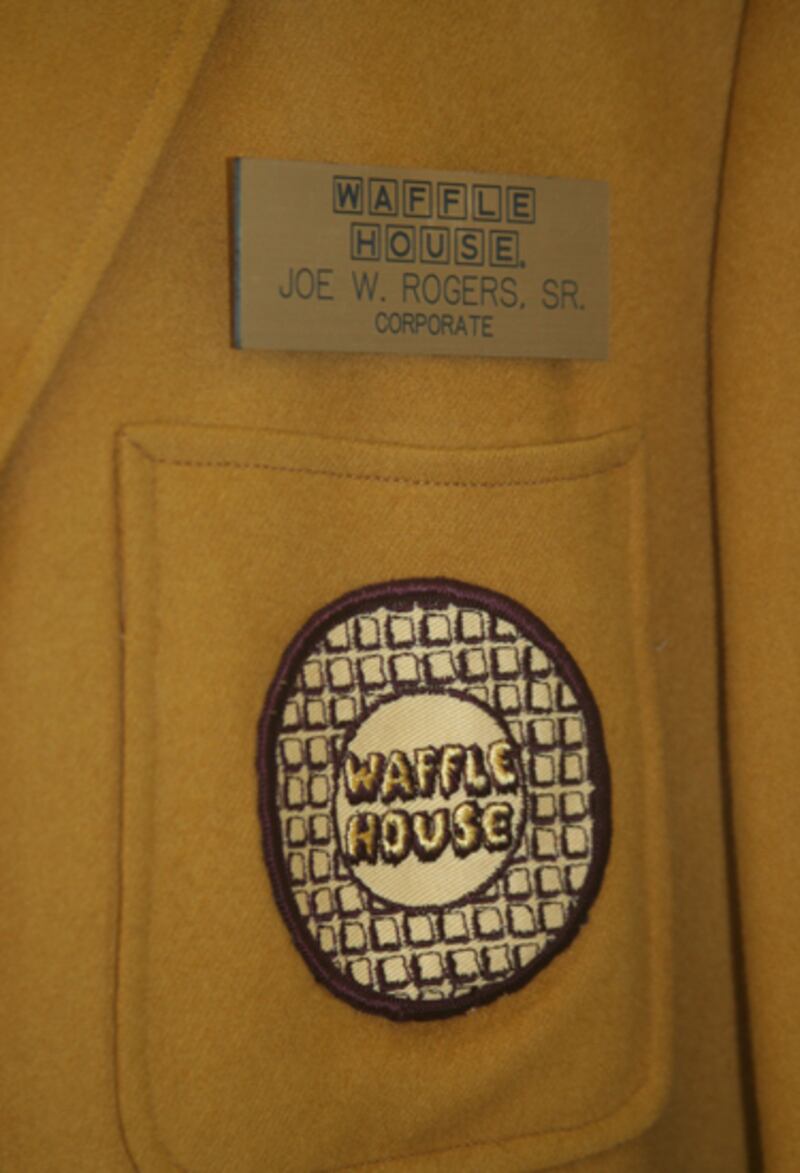 WAFFLE
HOUSE.
JOE W. ROGERS, SR.
CORPORATE
WAFFLE
HOUSE